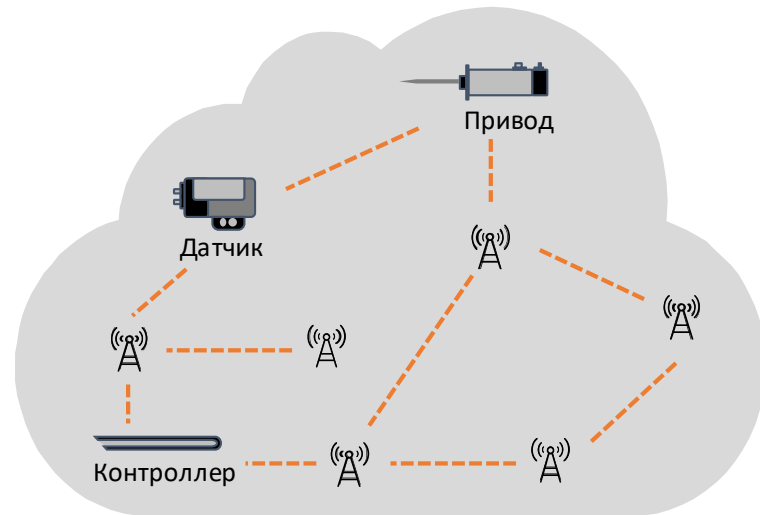 Привод
Датчик
Контроллер